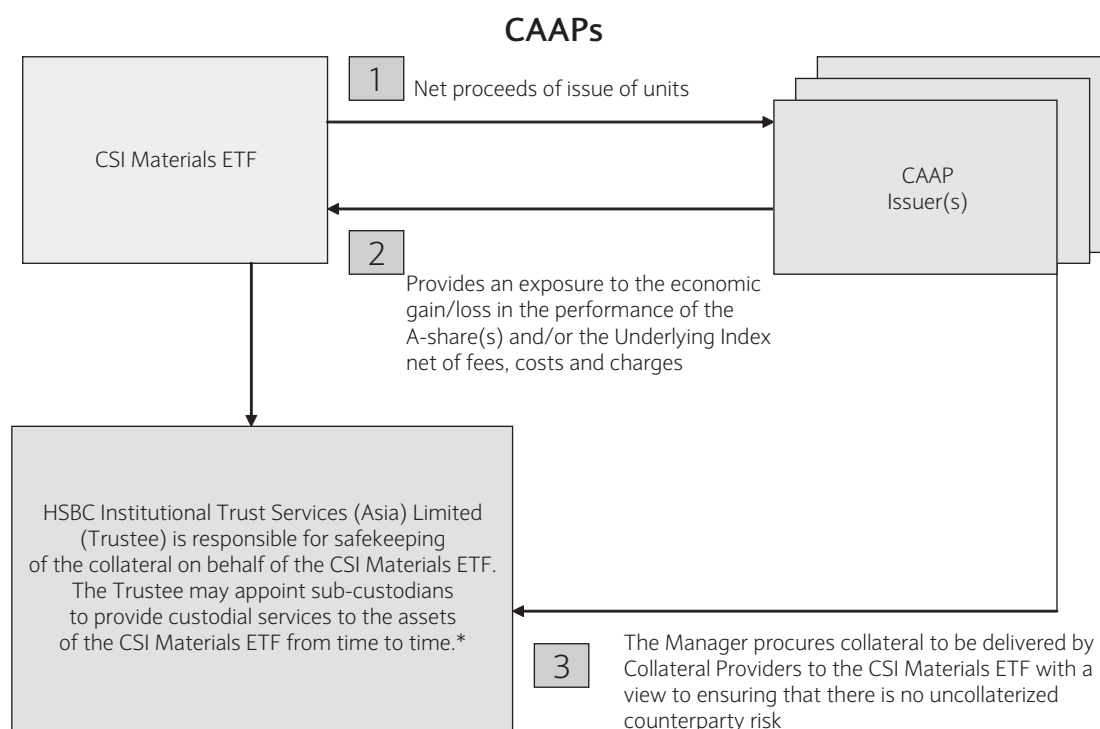 CAAPs
1
Net proceeds of issue of units
CSI Materials ETF
CAAP
Issuer(s)
2
Provides an exposure to the economic
gain/loss in the performance of the
A-share(s) and/or the Underlying Index
net of fees, costs and charges
HSBC Institutional Trust Services (Asia) Limited
(Trustee) is responsible for safekeeping
of the collateral on behalf of the CSI Materials ETF.
The Trustee may appoint sub-custodians
to provide custodial services to the assets
of the CSI Materials ETF from time to time.*
3
The Manager procures collateral to be delivered by
Collateral Providers to the CSI Materials ETF with a
view to ensuring that there is no uncollaterized
counterparty risk